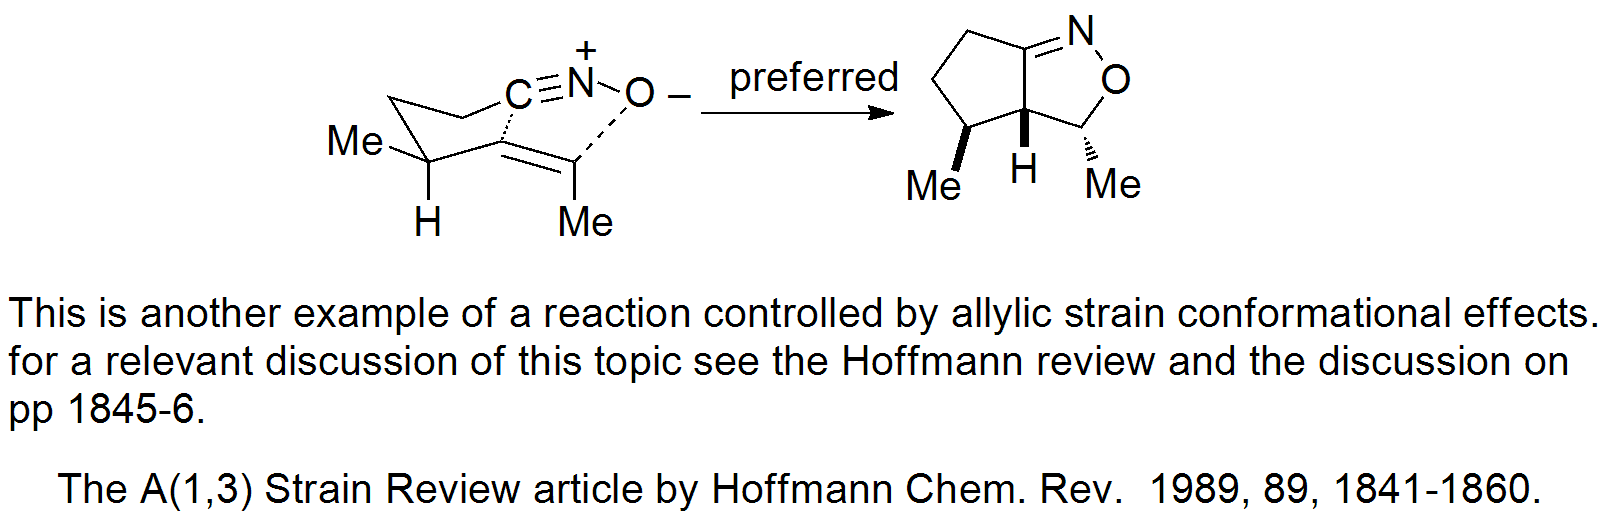 +
C≡N-O –
preferred
N
O
Me
H
Me
Me
H
Me
This is another example of a reaction controlled by allylic strain conformational effects.
for a relevant discussion of this topic see the Hoffmann review and the discussion on
pp 1845-6.
The A(1,3) Strain Review article by Hoffmann Chem. Rev. 1989, 89, 1841-1860.